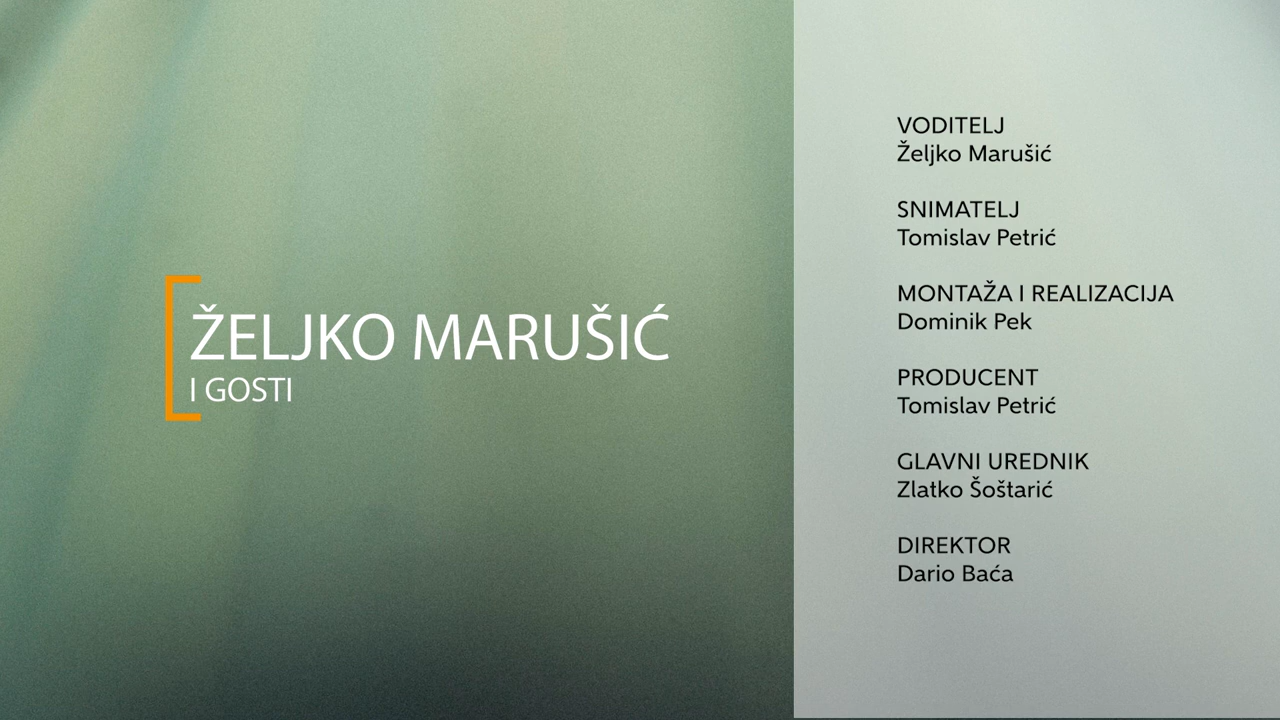 ŽELJKO MARUŠIĆ
I GOSTI
VODITELJ
Željko Marušić
SNIMATELJ
Tomislav Petrić
MONTAŽA I REALIZACIJA
Dominik Pek
PRODUCENT
Tomislav Petrić
GLAVNI UREDNIK
Zlatko Šoštarić
DIREKTOR
Dario Baća